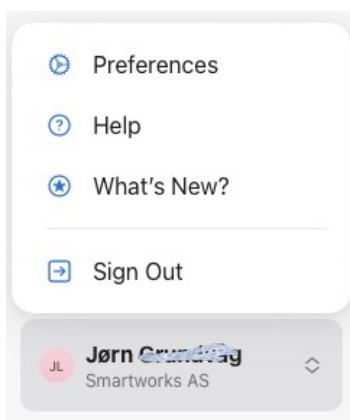 Preferences
Help
What's New?
Sign Out
JL
Jørn
Smartworks AS